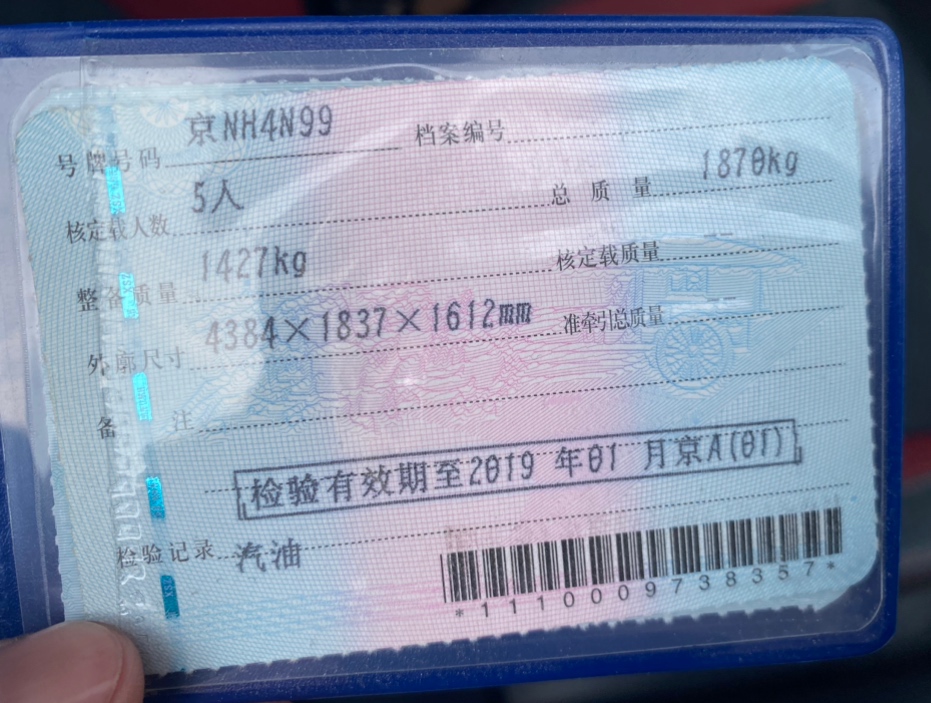 号牌号码 京NH4N99 档案编号
核定载人数 5人 总质量 1870kg
整备质量 1427kg 核定载质量 --
外廓尺寸 4384×1837×1612mm 准牵引总质量 --
备注
检验有效期至2019年01月京A(01)
检验记录 汽油
*1110009738357*